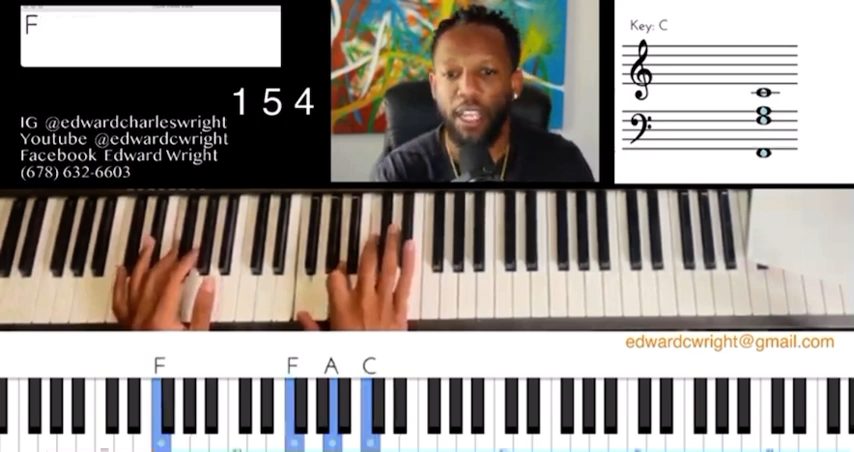 F
1 5 4
IG @edwardcharleswright
Youtube @edwardcwright
Facebook Edward Wright
(678) 632-6603
Key: C
edwardcwright@gmail.com
F F A C